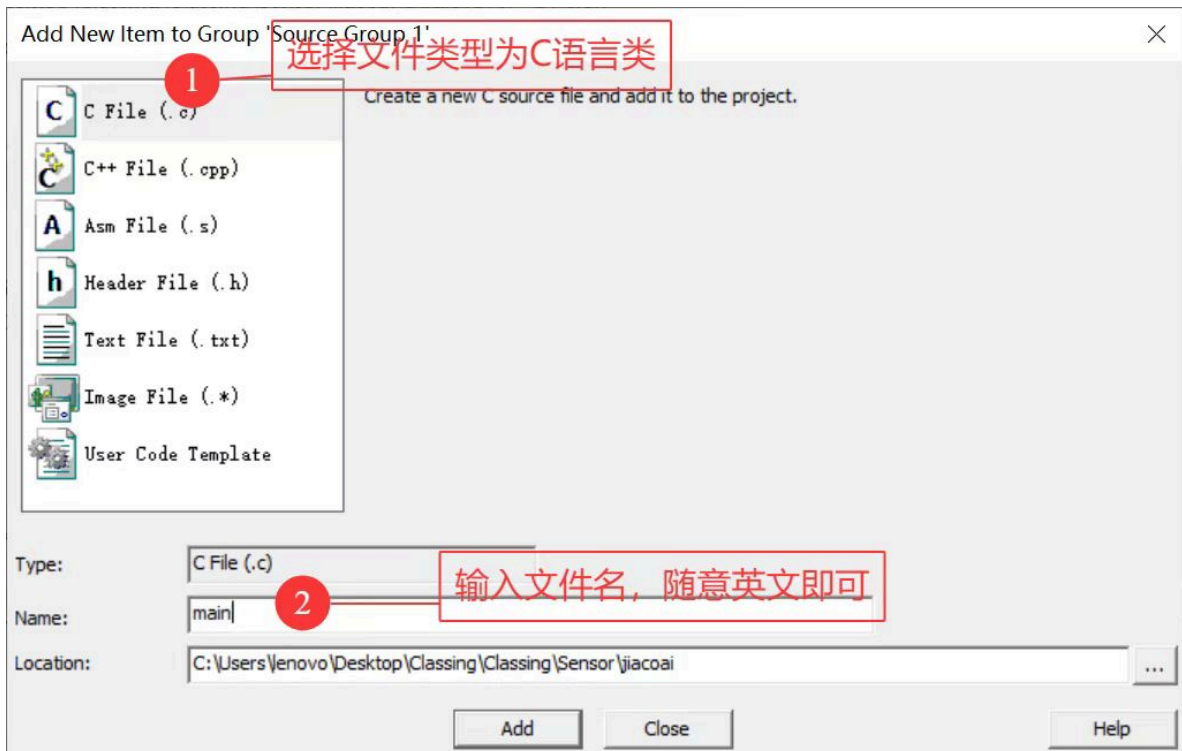 Add New Item to Group 'Source Group 1'
1
选择文件类型为C语言类
C File (.c)
Create a new C source file and add it to the project.
C++ File (.cpp)
Asm File (.s)
Header File (.h)
Text File (.txt)
Image File (.*)
User Code Template
Type:
C File (.c)
2
输入文件名，随意英文即可
Name:
main
Location:
C:\Users\lenovo\Desktop\Classing\Classing\Sensor\jiacoai
...
Add
Close
Help